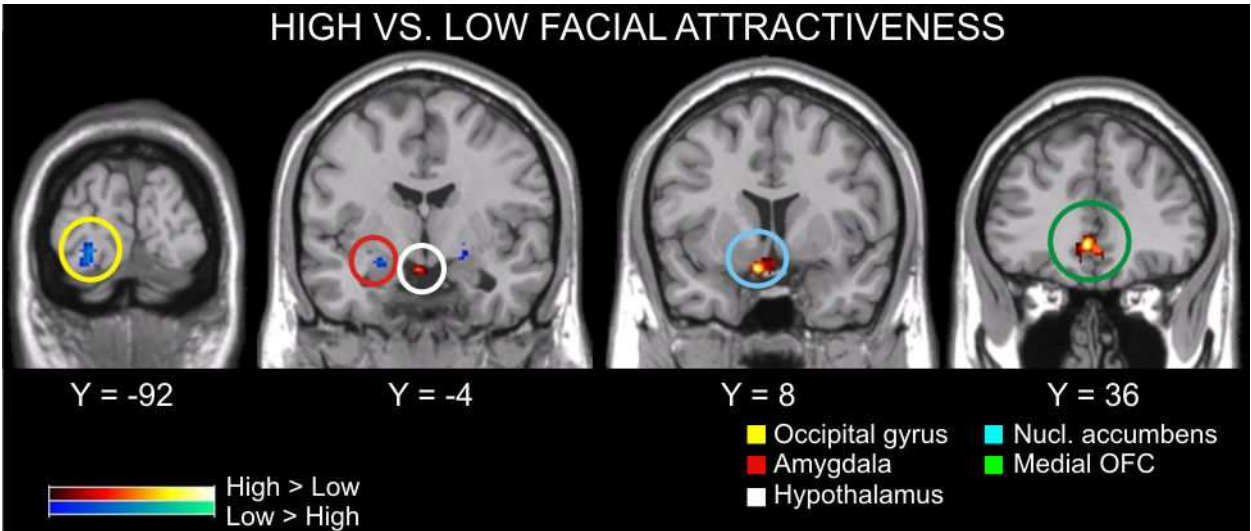 HIGH VS. LOW FACIAL ATTRACTIVENESS
Y = -92
Y = -4
Y = 8
Y = 36
Occipital gyrus
Nucl. accumbens
Amygdala
Medial OFC
Hypothalamus
High > Low
Low > High